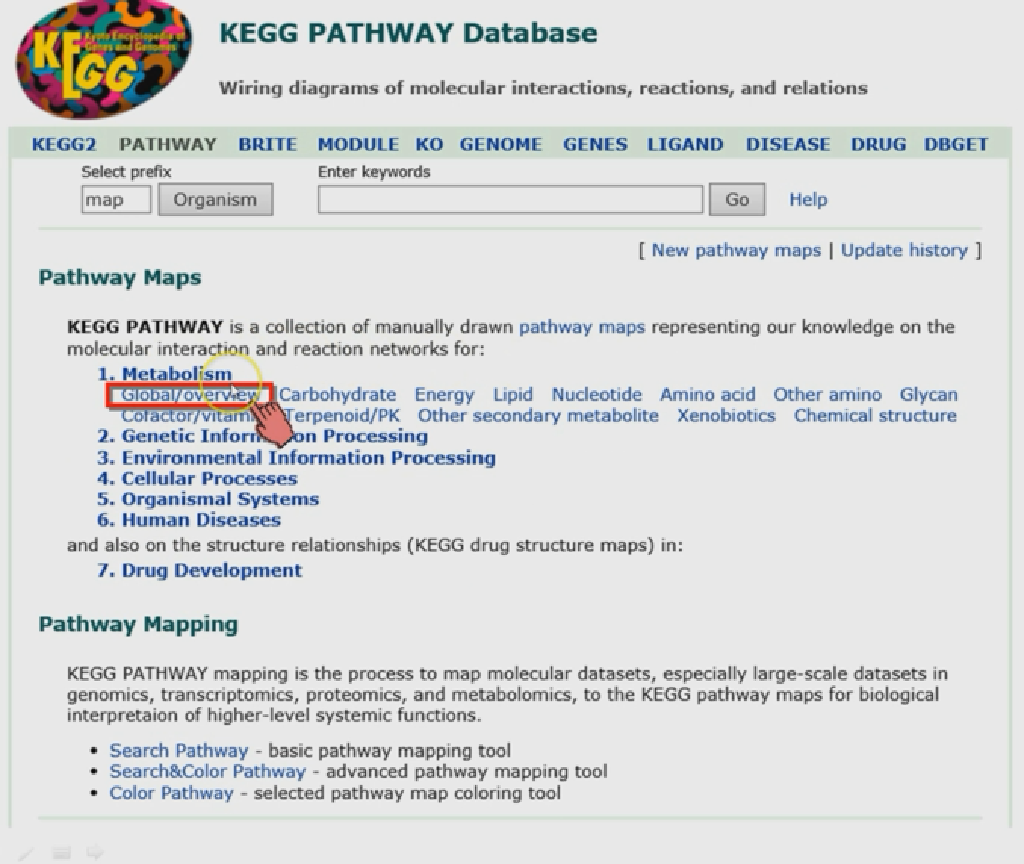 KEGG
Kyoto Encyclopedia of
Genes and Genomes
KEGG PATHWAY Database
Wiring diagrams of molecular interactions, reactions, and relations
KEGG2 PATHWAY BRITE MODULE KO GENOME GENES LIGAND DISEASE DRUG DBGET
Select prefix Enter keywords
map Organism Go Help
[ New pathway maps | Update history ]
Pathway Maps
KEGG PATHWAY is a collection of manually drawn pathway maps representing our knowledge on the
molecular interaction and reaction networks for:
1. Metabolism
Global/overview Carbohydrate Energy Lipid Nucleotide Amino acid Other amino Glycan
Terpenoid/PK Other secondary metabolite Xenobiotics Chemical structure
2. Genetic Processing
3. Environmental Information Processing
4. Cellular Processes
5. Organismal Systems
6. Human Diseases
and also on the structure relationships (KEGG drug structure maps) in:
7. Drug Development
Pathway Mapping
KEGG PATHWAY mapping is the process to map molecular datasets, especially large-scale datasets in
genomics, transcriptomics, proteomics, and metabolomics, to the KEGG pathway maps for biological
interpretaion of higher-level systemic functions.
• Search Pathway - basic pathway mapping tool
• Search&Color Pathway - advanced pathway mapping tool
• Color Pathway - selected pathway map coloring tool